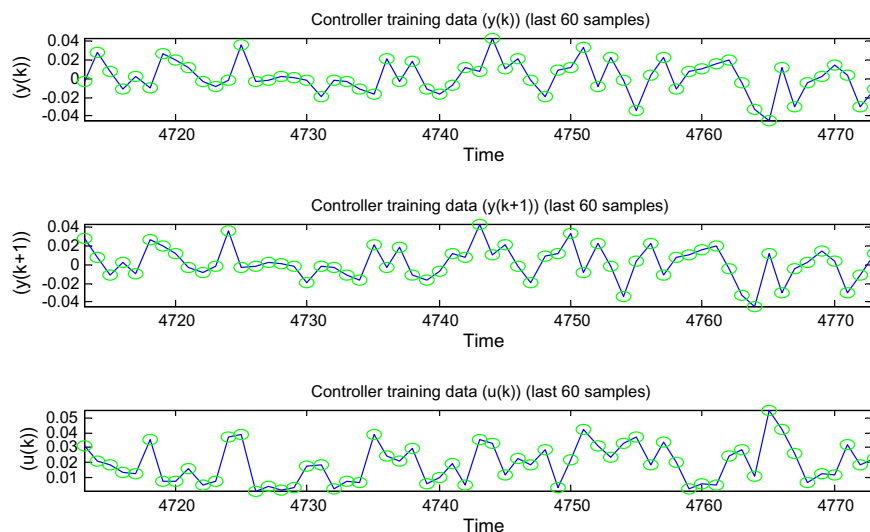 Controller training data (y(k)) (last 60 samples)
(y(k))
0.04
0.02
0
-0.02
-0.04
4720 4730 4740 4750 4760 4770
Time
Controller training data (y(k+1)) (last 60 samples)
(y(k+1))
0.04
0.02
0
-0.02
-0.04
4720 4730 4740 4750 4760 4770
Time
Controller training data (u(k)) (last 60 samples)
(u(k))
0.05
0.04
0.03
0.02
0.01
4720 4730 4740 4750 4760 4770
Time